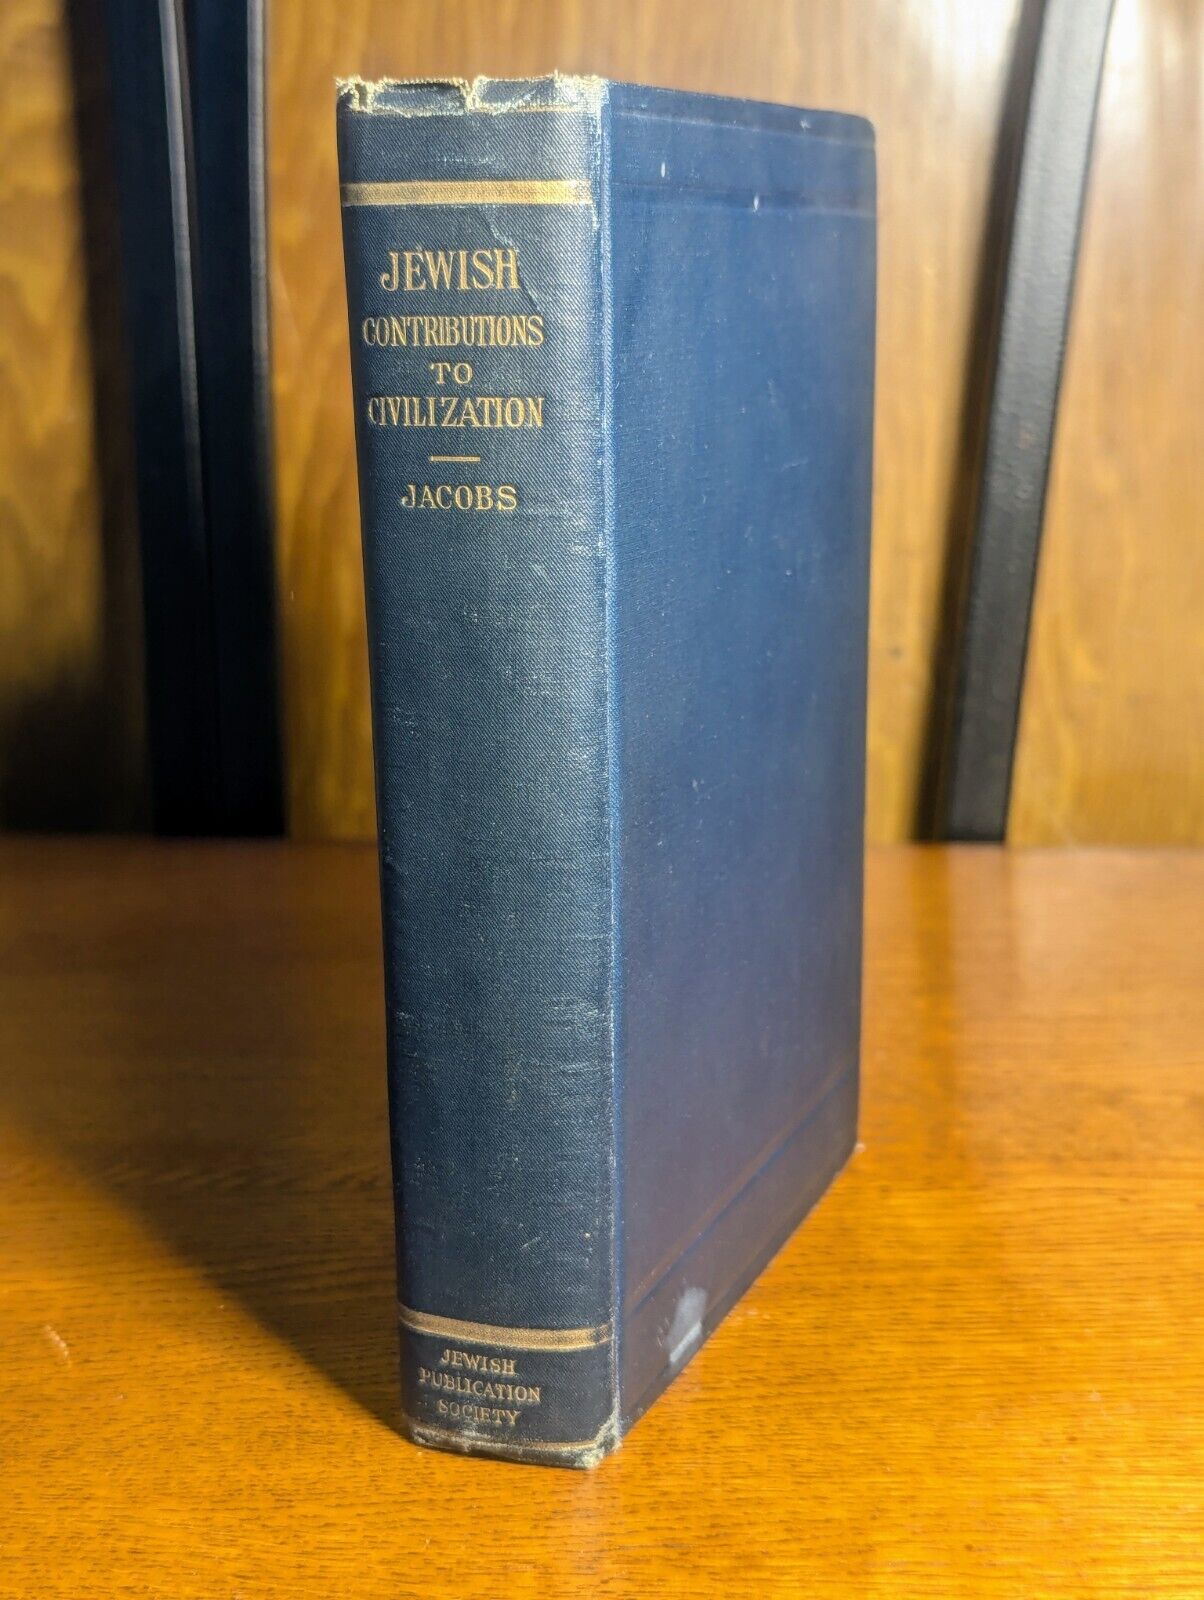 JEWISH
CONTRIBUTIONS
TO
CIVILIZATION
JACOBS
JEWISH
PUBLICATION
SOCIETY